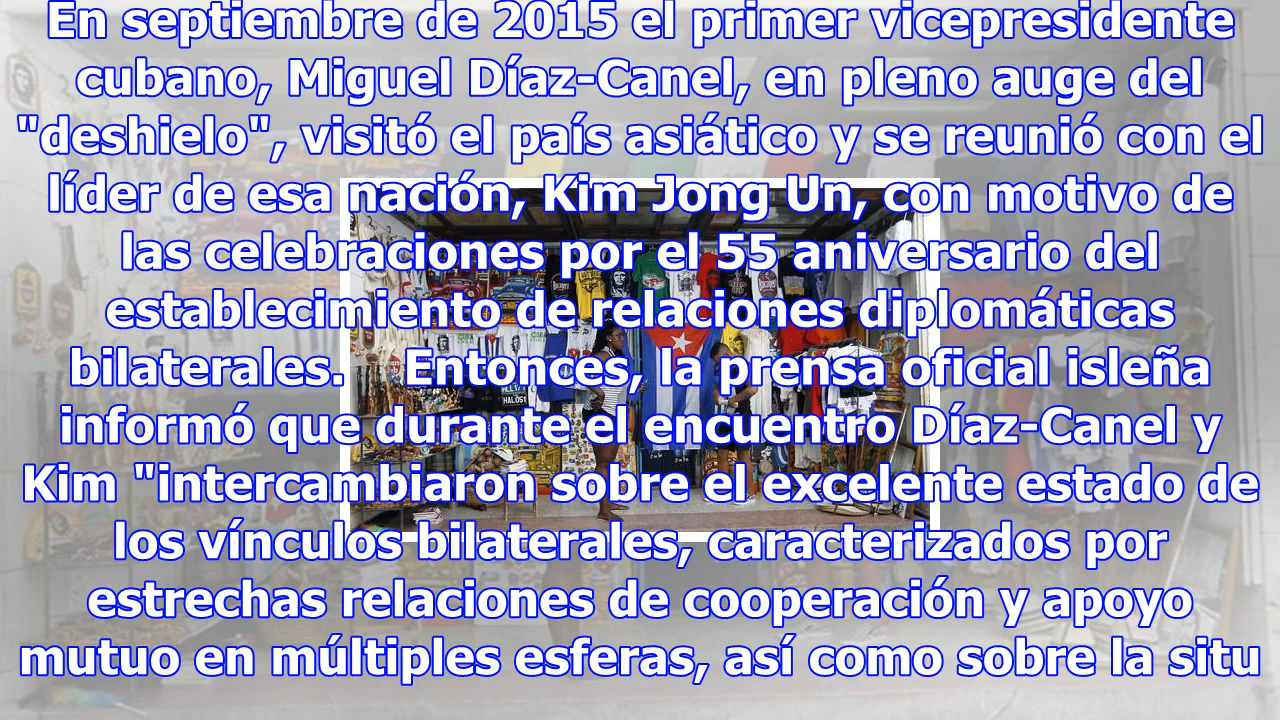 En septiembre de 2015 el primer vicepresidente
cubano, Miguel Díaz-Canel, en pleno auge del
"deshielo", visitó el país asiático y se reunió con el
líder de esa nación, Kim Jong Un, con motivo de
las celebraciones por el 55 aniversario del
establecimiento de relaciones diplomáticas
bilaterales. Entonces, la prensa oficial isleña
informó que durante el encuentro Díaz-Canel y
Kim "intercambiaron sobre el excelente estado de
los vínculos bilaterales, caracterizados por
estrechas relaciones de cooperación y apoyo
mutuo en múltiples esferas, así como sobre la situ